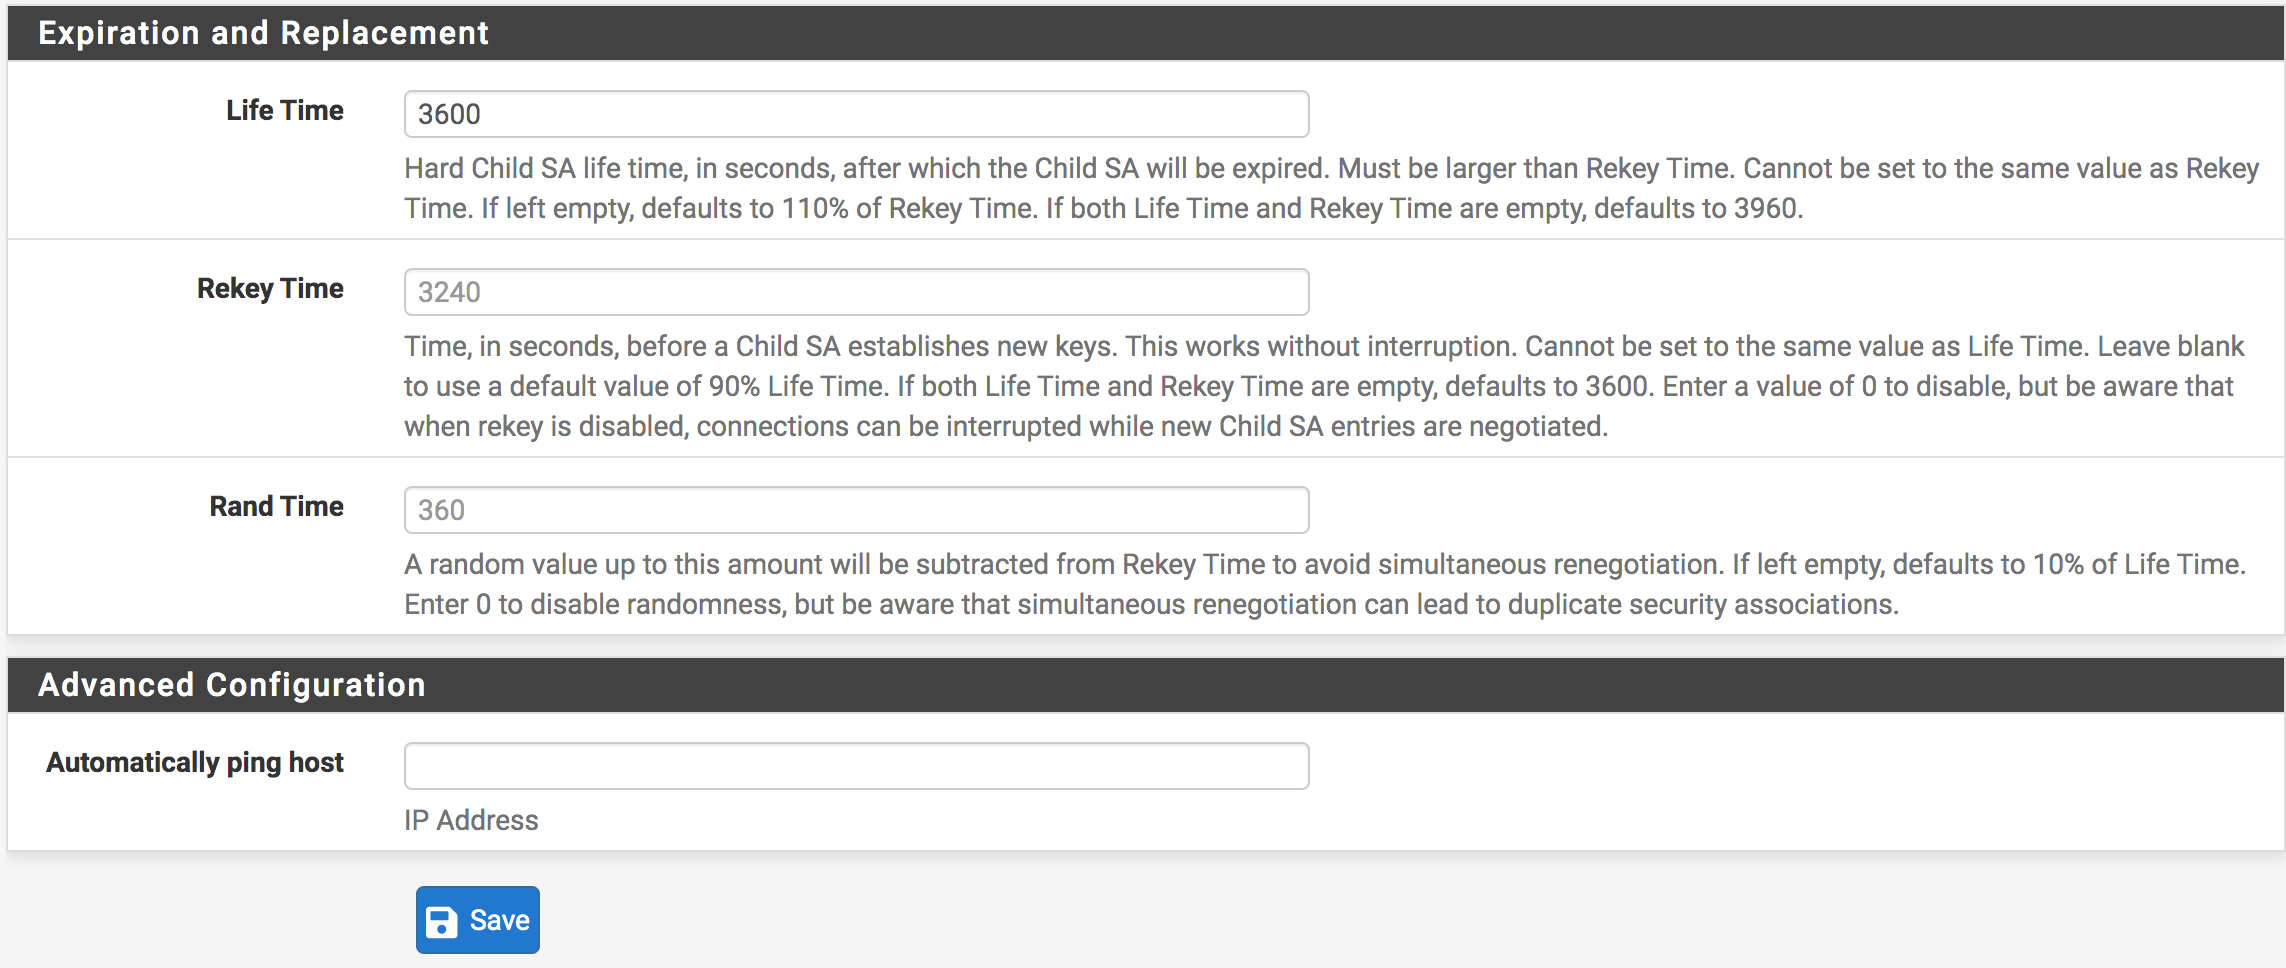 Expiration and Replacement
Life Time
3600
Hard Child SA life time, in seconds, after which the Child SA will be expired. Must be larger than Rekey Time. Cannot be set to the same value as Rekey
Time. If left empty, defaults to 110% of Rekey Time. If both Life Time and Rekey Time are empty, defaults to 3960.
Rekey Time
3240
Time, in seconds, before a Child SA establishes new keys. This works without interruption. Cannot be set to the same value as Life Time. Leave blank
to use a default value of 90% Life Time. If both Life Time and Rekey Time are empty, defaults to 3600. Enter a value of 0 to disable, but be aware that
when rekey is disabled, connections can be interrupted while new Child SA entries are negotiated.
Rand Time
360
A random value up to this amount will be subtracted from Rekey Time to avoid simultaneous renegotiation. If left empty, defaults to 10% of Life Time.
Enter 0 to disable randomness, but be aware that simultaneous renegotiation can lead to duplicate security associations.
Advanced Configuration
Automatically ping host
IP Address
Save